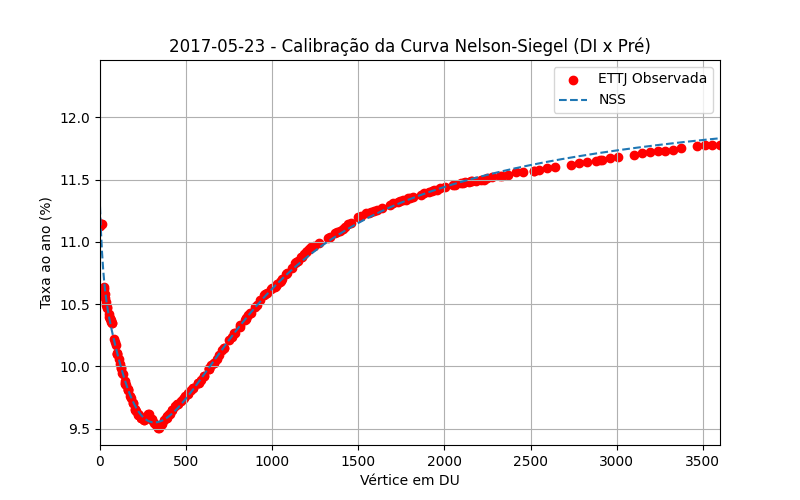 2017-05-23 - Calibração da Curva Nelson-Siegel (DI x Pré)
ETTJ Observada
NSS
Taxa ao ano (%)
12.0
11.5
11.0
10.5
10.0
9.5
0 500 1000 1500 2000 2500 3000 3500
Vértice em DU